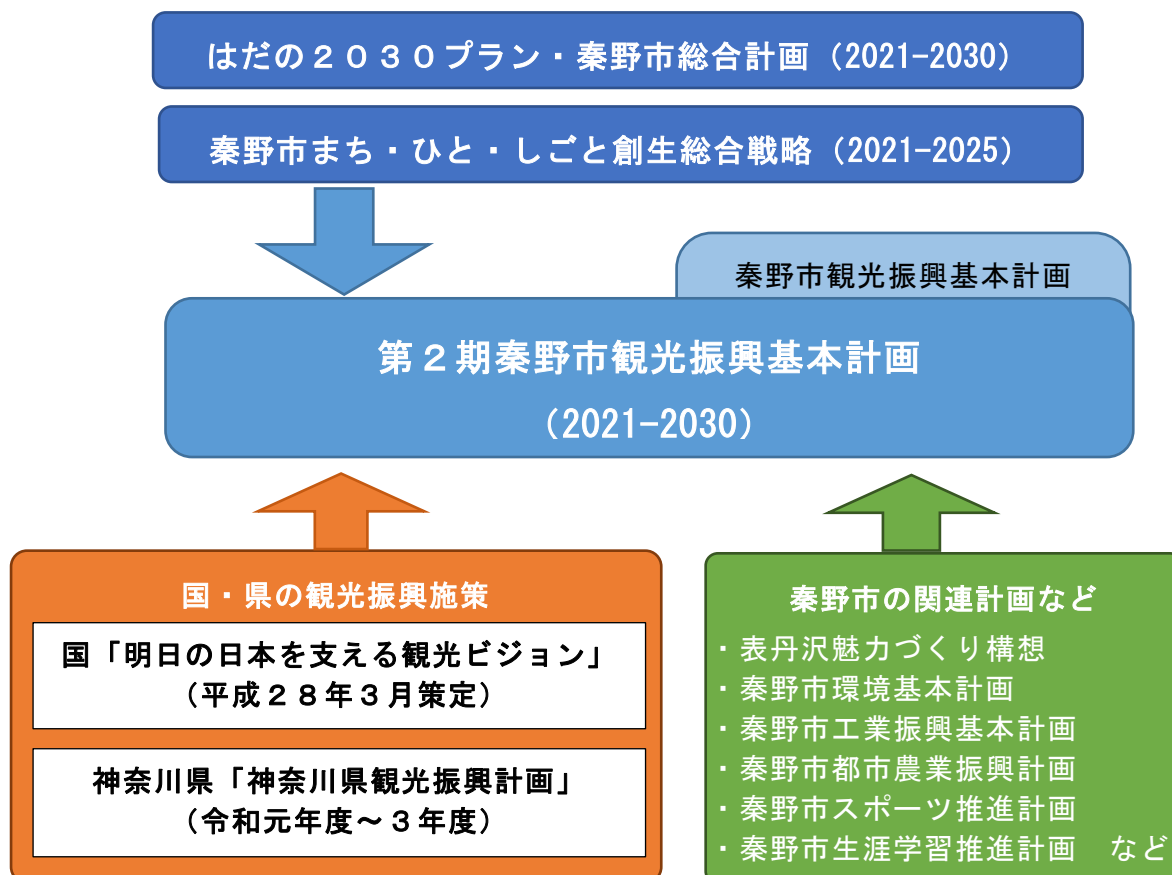 はだの２０３０プラン・秦野市総合計画（2021-2030）
秦野市まち・ひと・しごと創生総合戦略（2021-2025）
秦野市観光振興基本計画
第２期秦野市観光振興基本計画
（2021-2030）
国・県の観光振興施策
国「明日の日本を支える観光ビジョン」
（平成２８年３月策定）
神奈川県「神奈川県観光振興計画」
（令和元年度～３年度）
秦野市の関連計画など
・表丹沢魅力づくり構想
・秦野市環境基本計画
・秦野市工業振興基本計画
・秦野市都市農業振興計画
・秦野市スポーツ推進計画
・秦野市生涯学習推進計画　など